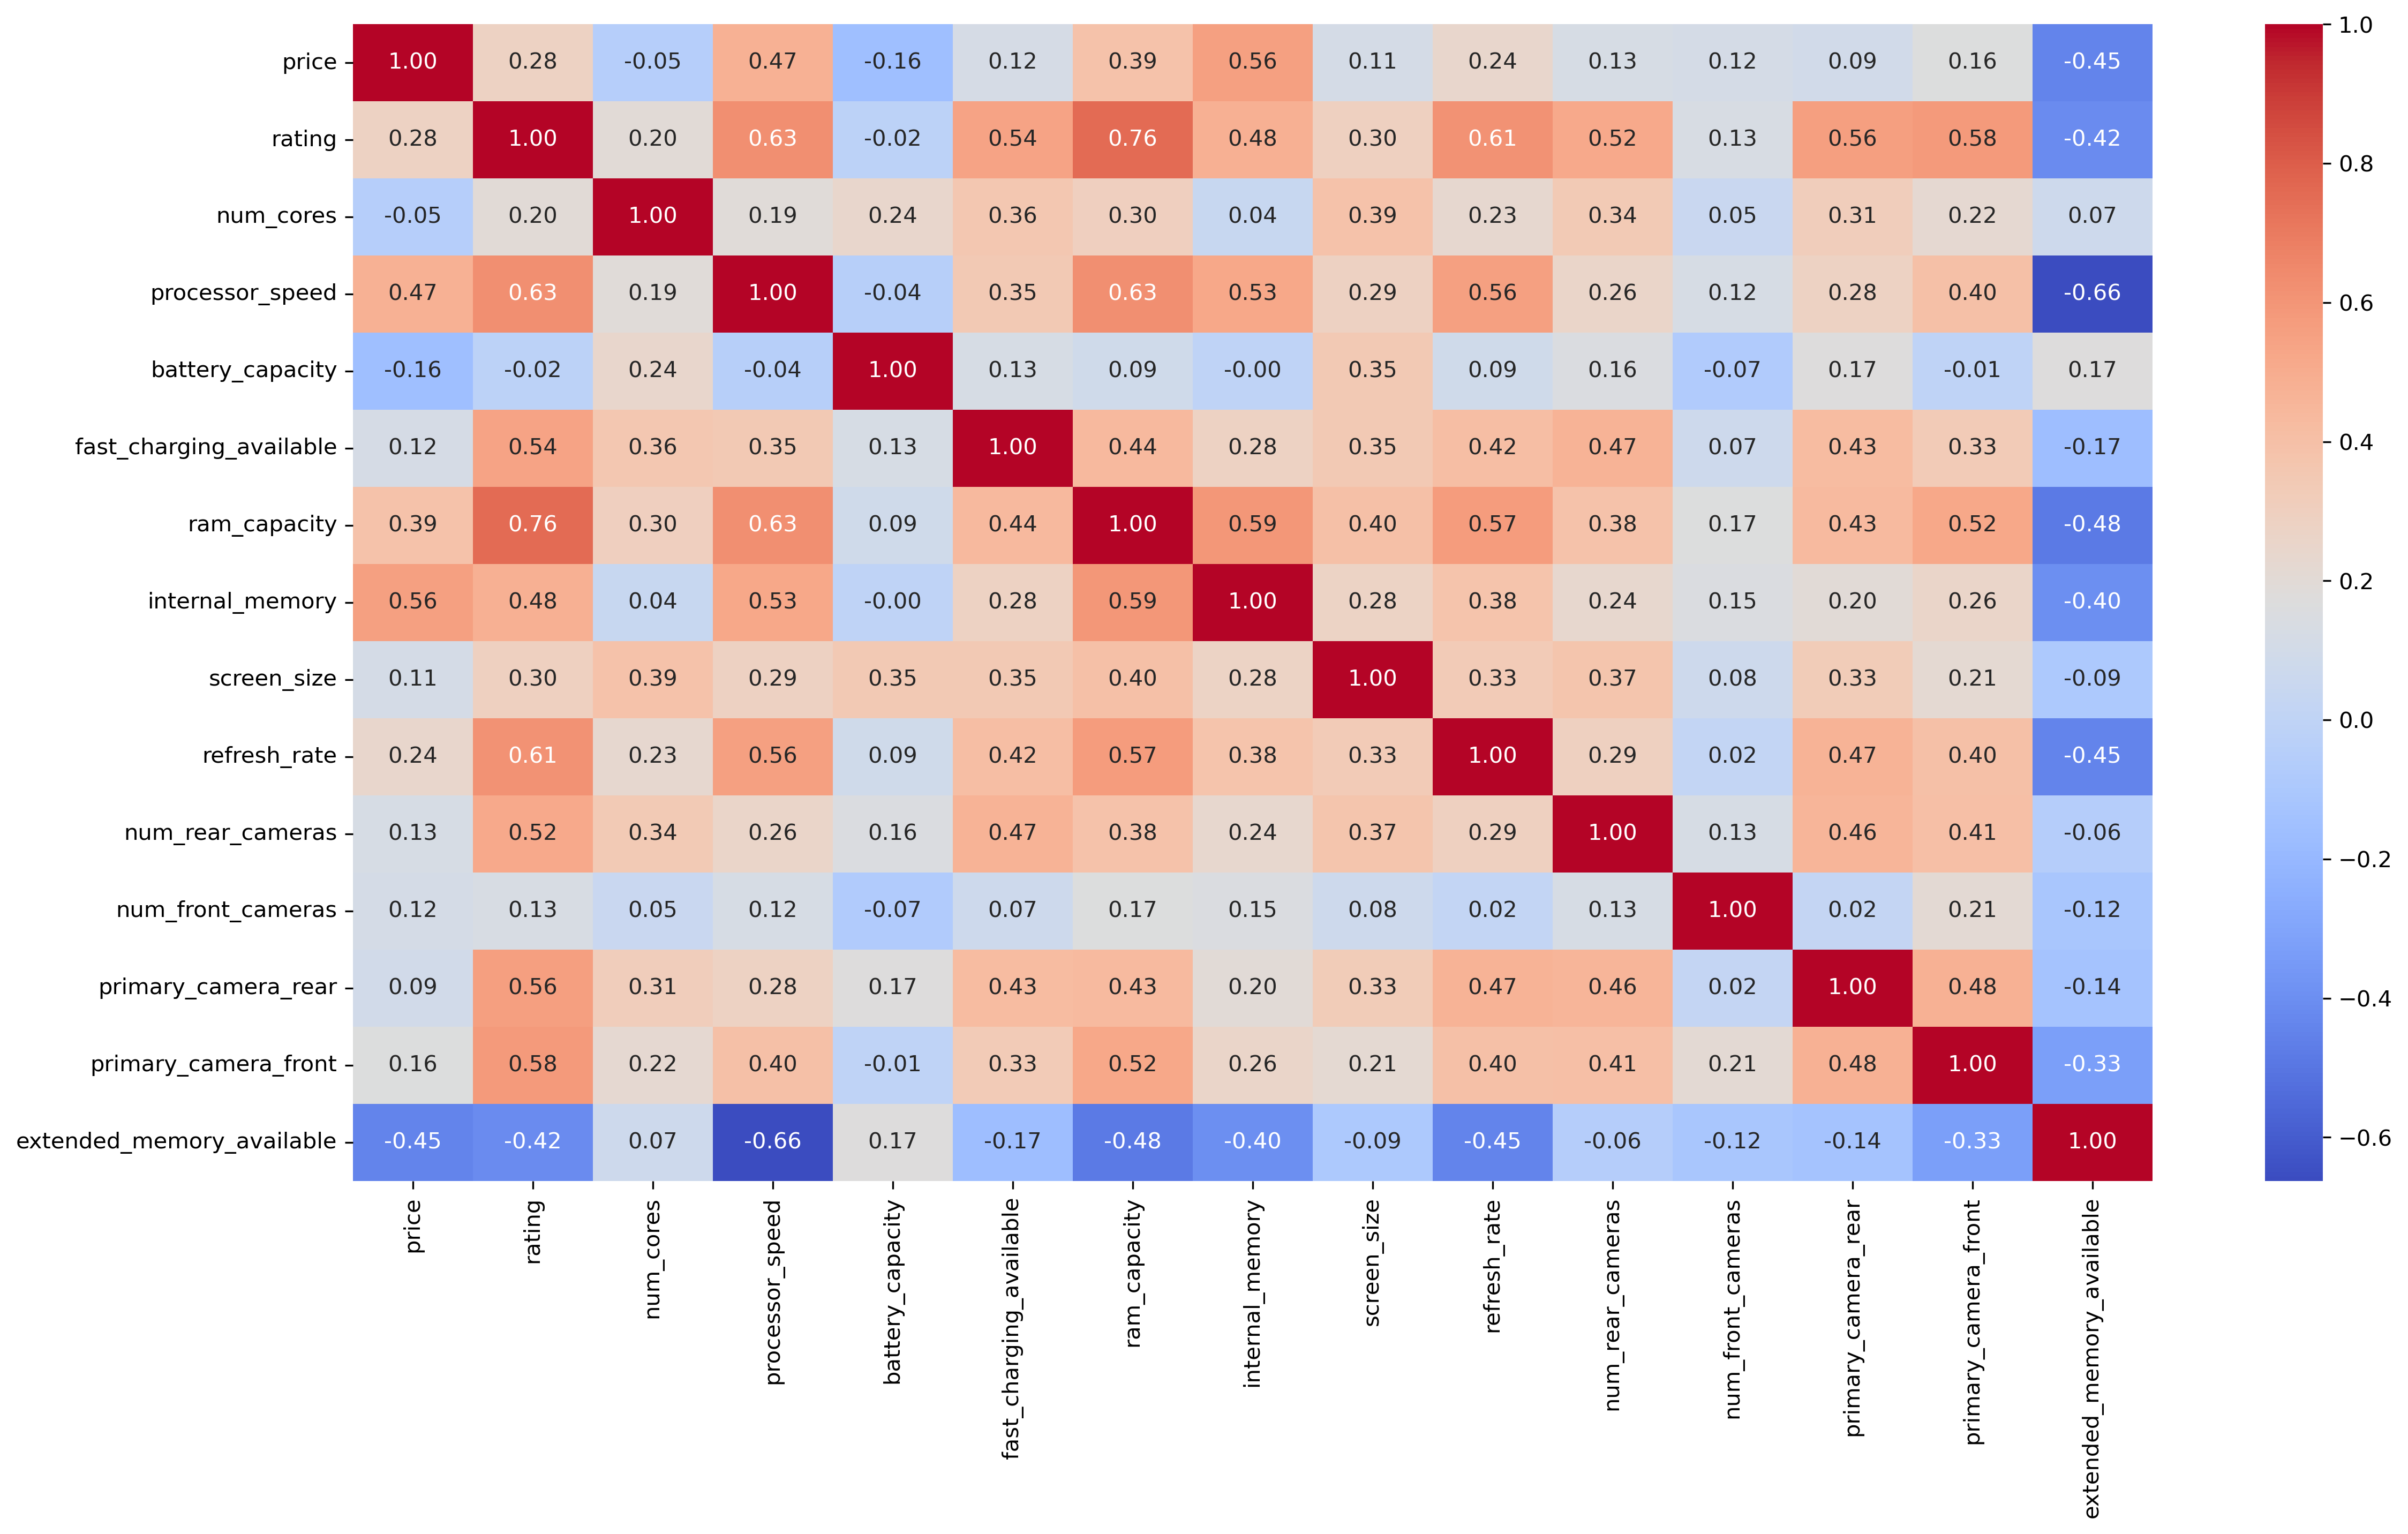 price 1.00 0.28 -0.05 0.47 -0.16 0.12 0.39 0.56 0.11 0.24 0.13 0.12 0.09 0.16 -0.45
rating 0.28 1.00 0.20 0.63 -0.02 0.54 0.76 0.48 0.30 0.61 0.52 0.13 0.56 0.58 -0.42
num_cores -0.05 0.20 1.00 0.19 0.24 0.36 0.30 0.04 0.39 0.23 0.34 0.05 0.31 0.22 0.07
processor_speed 0.47 0.63 0.19 1.00 -0.04 0.35 0.63 0.53 0.29 0.56 0.26 0.12 0.28 0.40 -0.66
battery_capacity -0.16 -0.02 0.24 -0.04 1.00 0.13 0.09 -0.00 0.35 0.09 0.16 -0.07 0.17 -0.01 0.17
fast_charging_available 0.12 0.54 0.36 0.35 0.13 1.00 0.44 0.28 0.35 0.42 0.47 0.07 0.43 0.33 -0.17
ram_capacity 0.39 0.76 0.30 0.63 0.09 0.44 1.00 0.59 0.40 0.57 0.38 0.17 0.43 0.52 -0.48
internal_memory 0.56 0.48 0.04 0.53 -0.00 0.28 0.59 1.00 0.28 0.38 0.24 0.15 0.20 0.26 -0.40
screen_size 0.11 0.30 0.39 0.29 0.35 0.35 0.40 0.28 1.00 0.33 0.37 0.08 0.33 0.21 -0.09
refresh_rate 0.24 0.61 0.23 0.56 0.09 0.42 0.57 0.38 0.33 1.00 0.29 0.02 0.47 0.40 -0.45
num_rear_cameras 0.13 0.52 0.34 0.26 0.16 0.47 0.38 0.24 0.37 0.29 1.00 0.13 0.46 0.41 -0.06
num_front_cameras 0.12 0.13 0.05 0.12 -0.07 0.07 0.17 0.15 0.08 0.02 0.13 1.00 0.02 0.21 -0.12
primary_camera_rear 0.09 0.56 0.31 0.28 0.17 0.43 0.43 0.20 0.33 0.47 0.46 0.02 1.00 0.48 -0.14
primary_camera_front 0.16 0.58 0.22 0.40 -0.01 0.33 0.52 0.26 0.21 0.40 0.41 0.21 0.48 1.00 -0.33
extended_memory_available -0.45 -0.42 0.07 -0.66 0.17 -0.17 -0.48 -0.40 -0.09 -0.45 -0.06 -0.12 -0.14 -0.33 1.00
price
rating
num_cores
processor_speed
battery_capacity
fast_charging_available
ram_capacity
internal_memory
screen_size
refresh_rate
num_rear_cameras
num_front_cameras
primary_camera_rear
primary_camera_front
extended_memory_available
1.0
0.8
0.6
0.4
0.2
0.0
−0.2
−0.4
−0.6